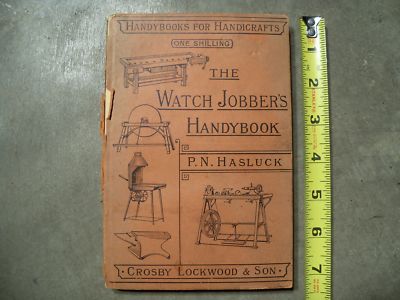 HANDYBOOKS FOR HANDICRAFTS
ONE SHILLING
THE
WATCH JOBBER'S
HANDYBOOK
P. N. HASLUCK
CROSBY LOCKWOOD & SON
1
2
3
4
5
6
7